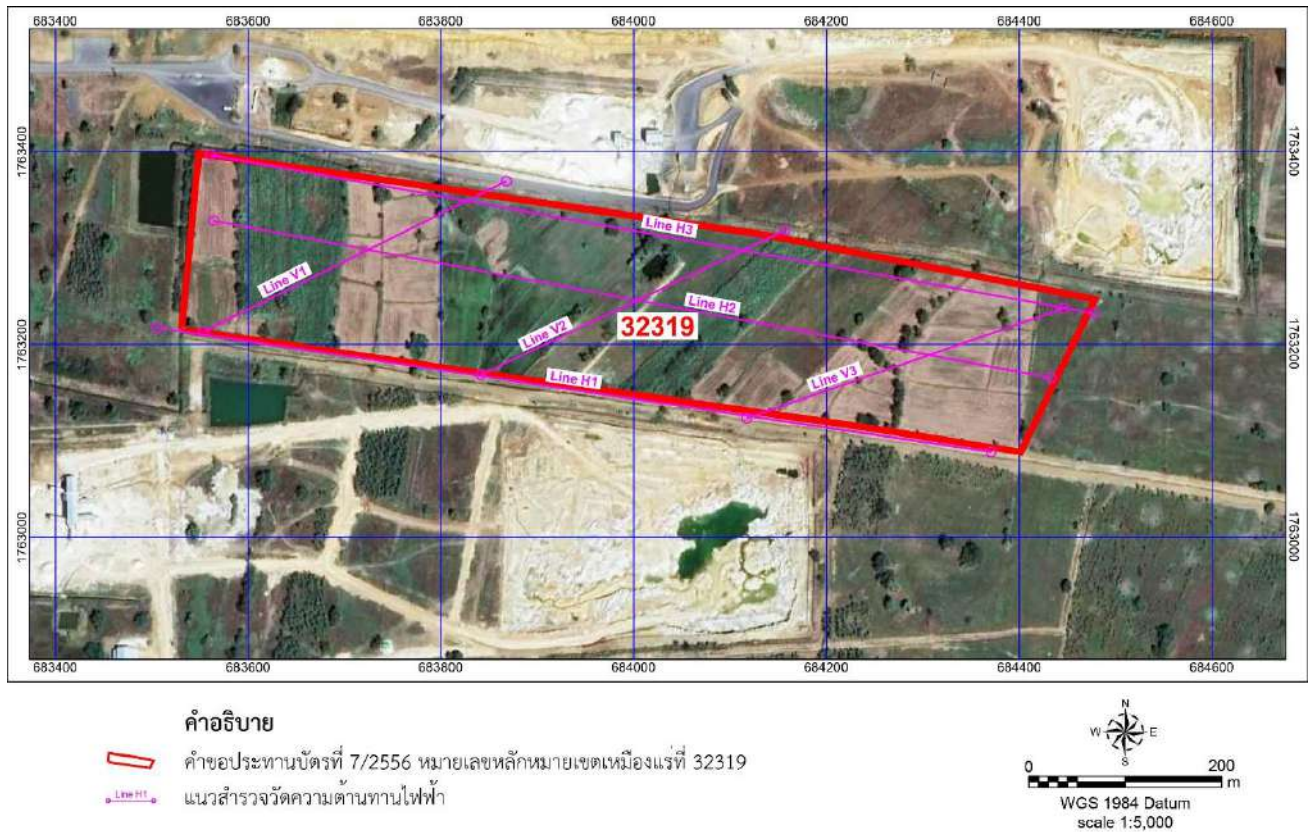 683400 683600 683800 684000 684200 684400 684600
1763400 1763400
Line H3
Line V1
Line H2
32319
Line V2
1763200 1763200
Line H1
Line V3
1763000 1763000
683400 683600 683800 684000 684200 684400 684600
คำอธิบาย
คำขอประทานบัตรที่ 7/2556 หมายเลขหลักหมายเขตเหมืองแร่ที่ 32319
Line H1 แนวสำรวจวัดความต้านทานไฟฟ้า
N
W E
S
0 200
m
WGS 1984 Datum
scale 1:5,000